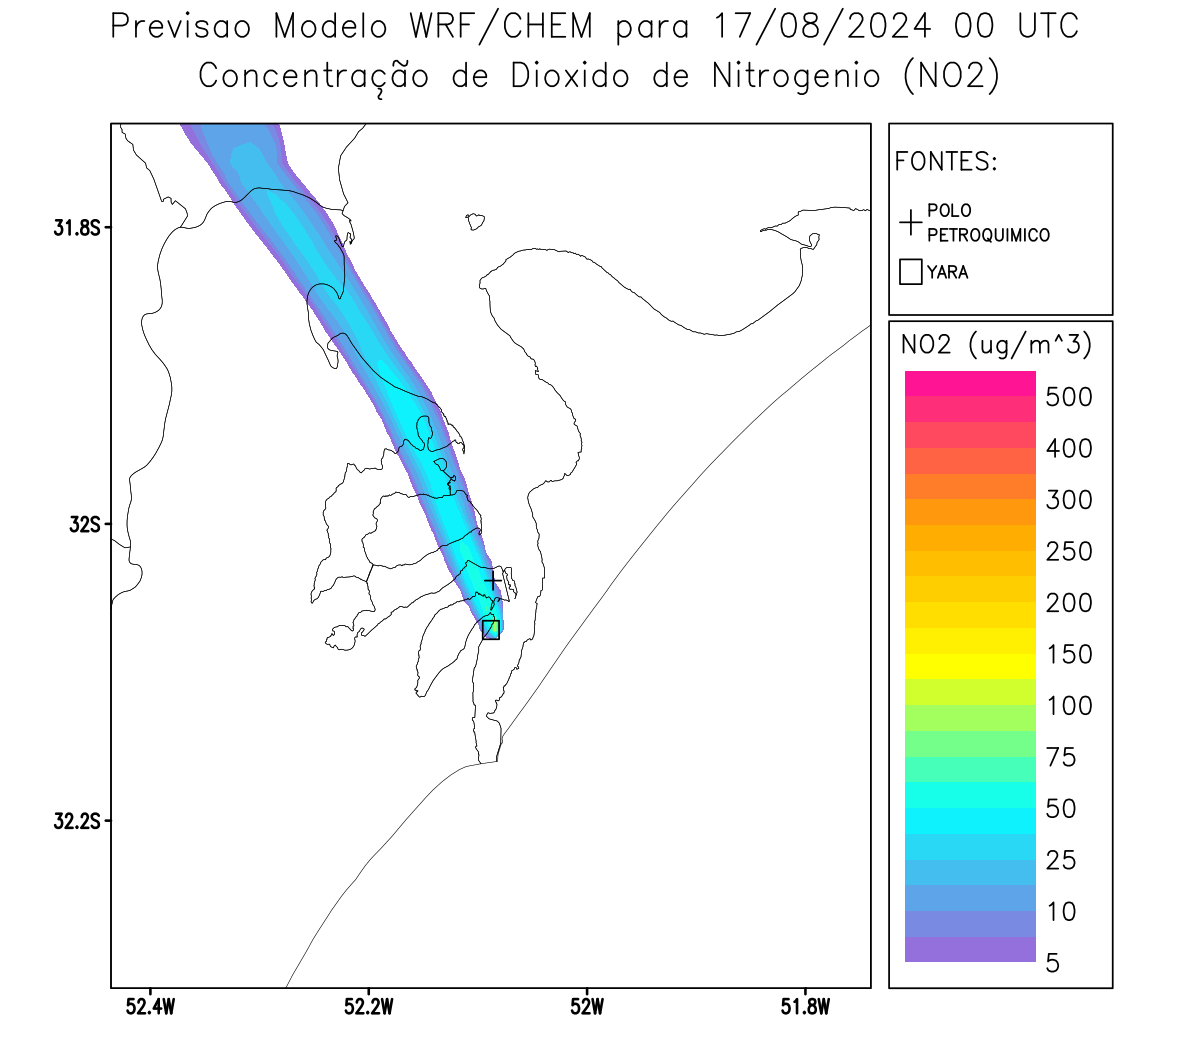 Previsao Modelo WRF/CHEM para 17/08/2024 00 UTC
Concentração de Dioxido de Nitrogenio (NO2)
FONTES:
POLO
PETROQUIMICO
YARA
NO2 (ug/m^3)
500
400
300
250
200
150
100
75
50
25
10
5
31.8S
32S
32.2S
52.4W
52.2W
52W
51.8W